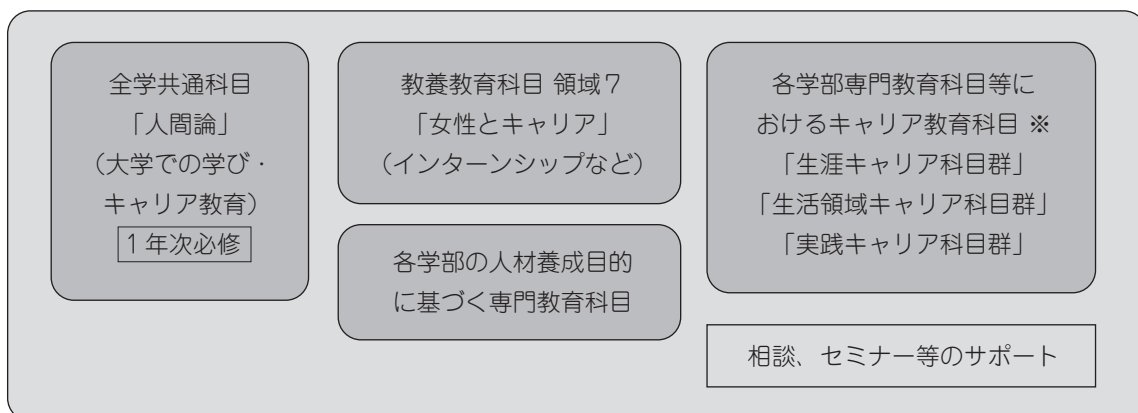 全学共通科目
「人間論」
（大学での学び・
キャリア教育）
1年次必修
教養教育科目 領域7
「女性とキャリア」
（インターンシップなど）
各学部の人材養成目的
に基づく専門教育科目
各学部専門教育科目等に
おけるキャリア教育科目 ※
「生涯キャリア科目群」
「生活領域キャリア科目群」
「実践キャリア科目群」
相談、セミナー等のサポート